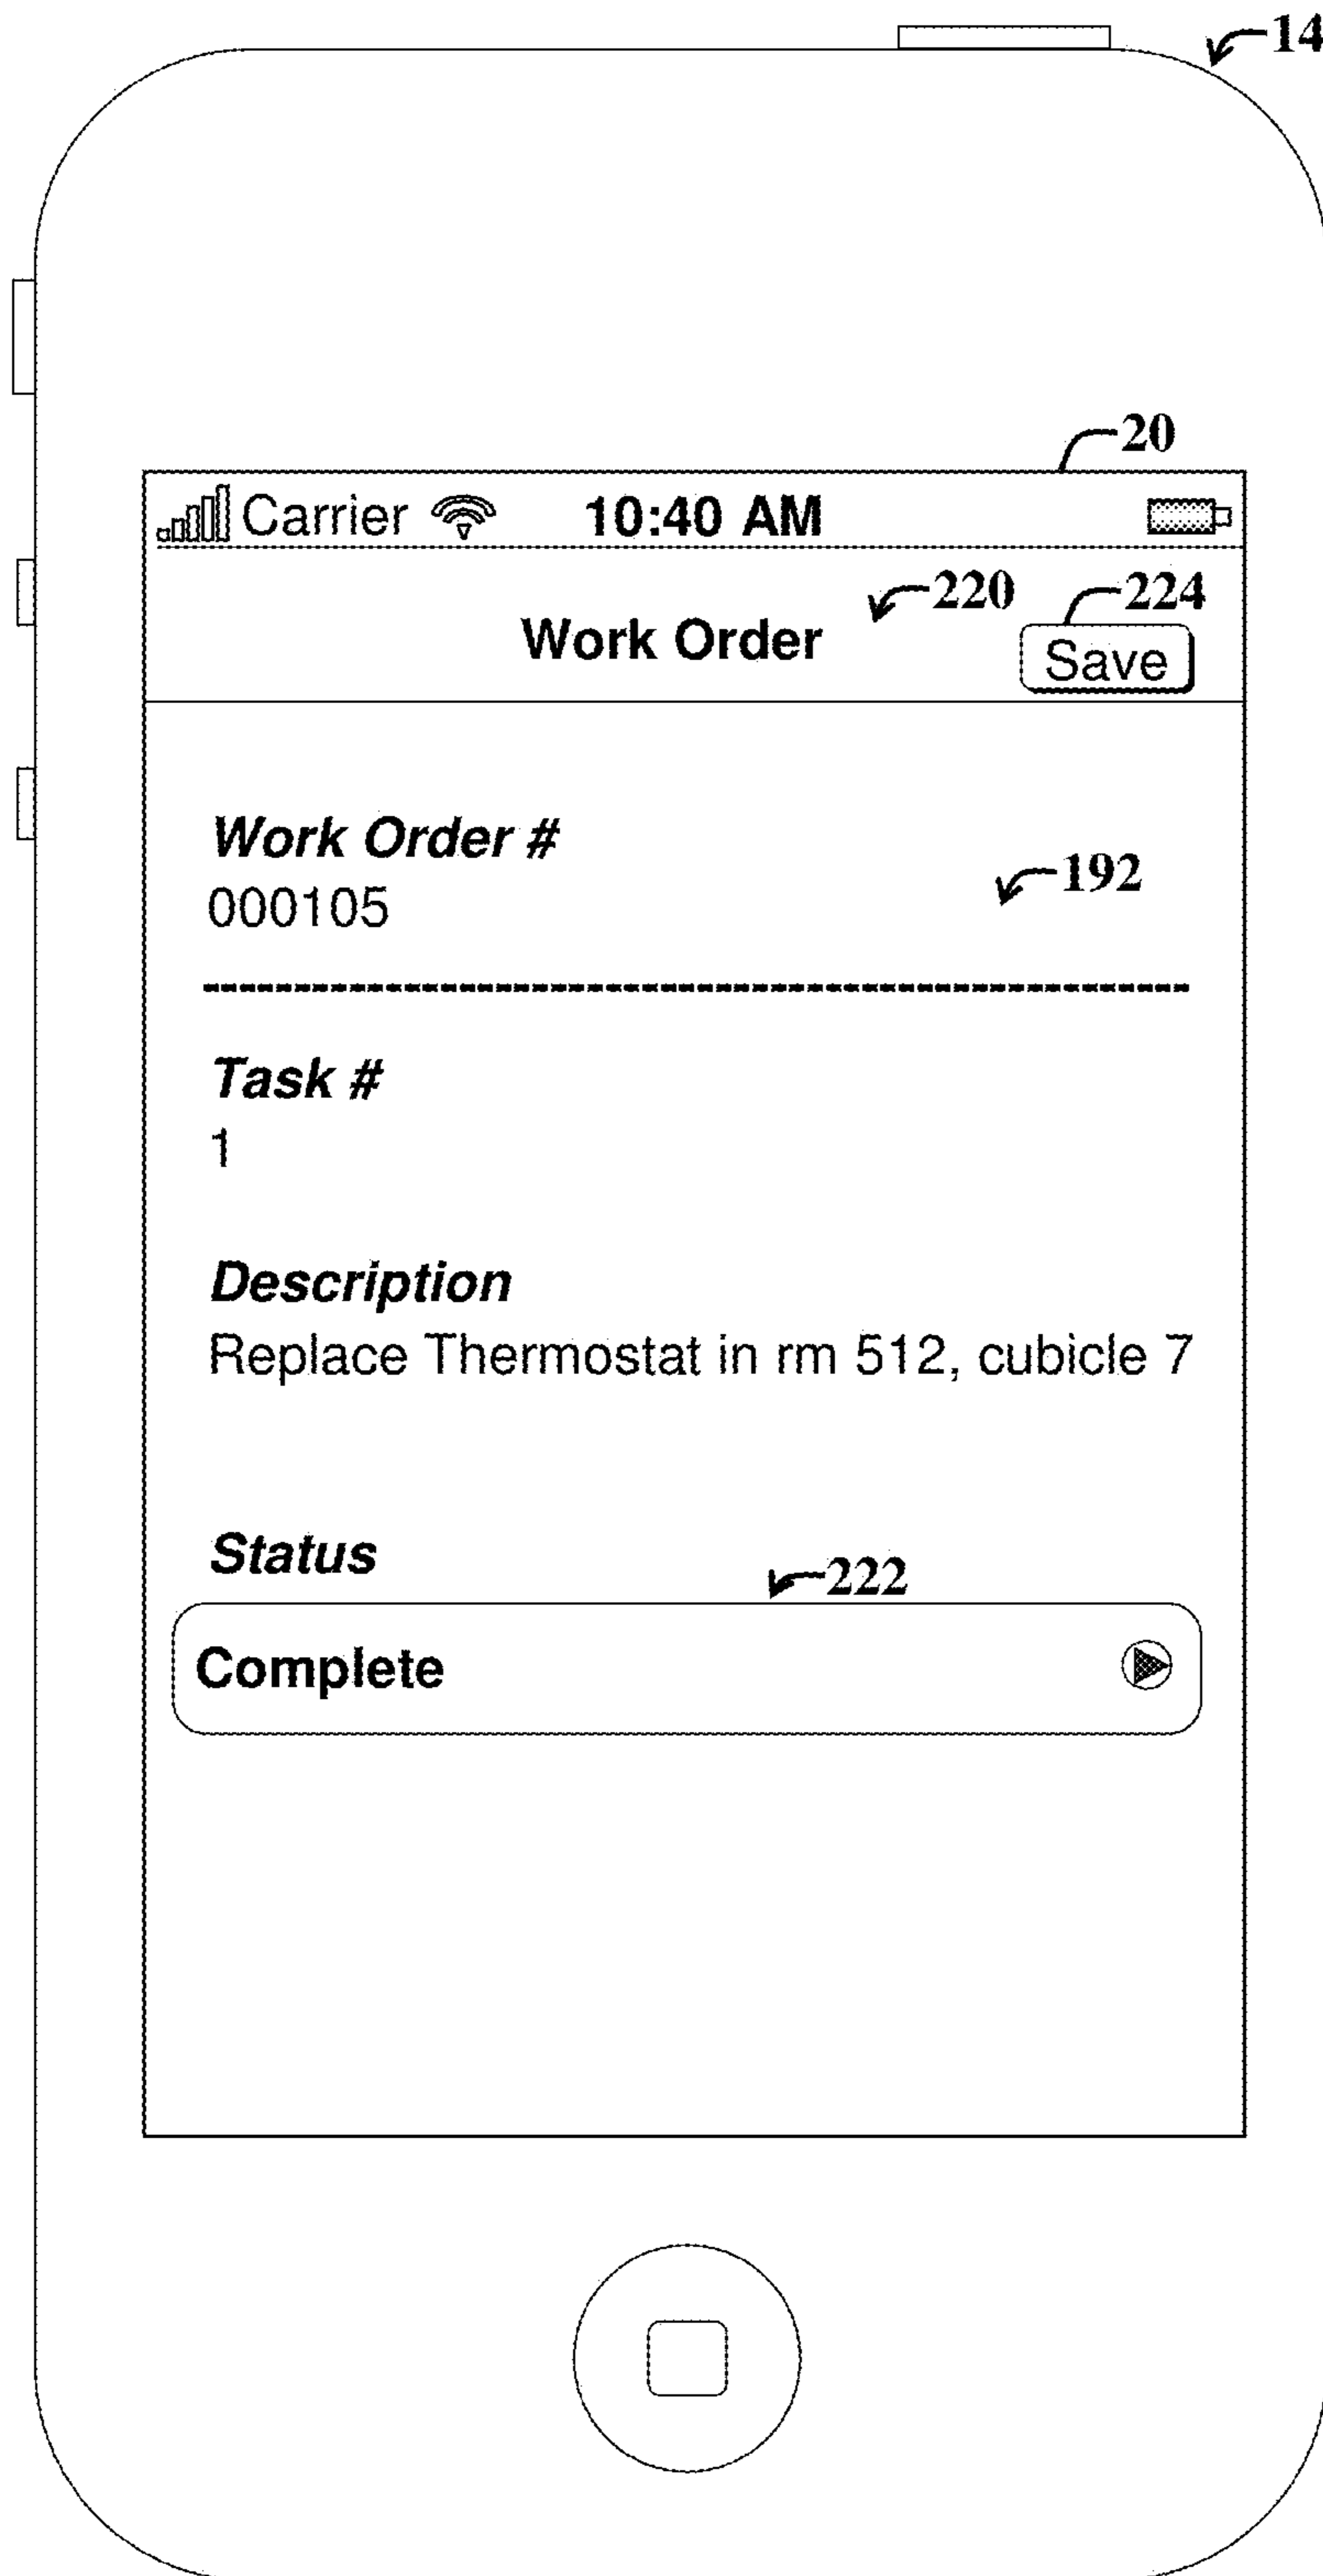 14
20
Carrier 10:40 AM
220 224
Work Order Save
Work Order #
192
000105
Task #
1
Description
Replace Thermostat in rm 512, cubicle 7
Status
222
Complete